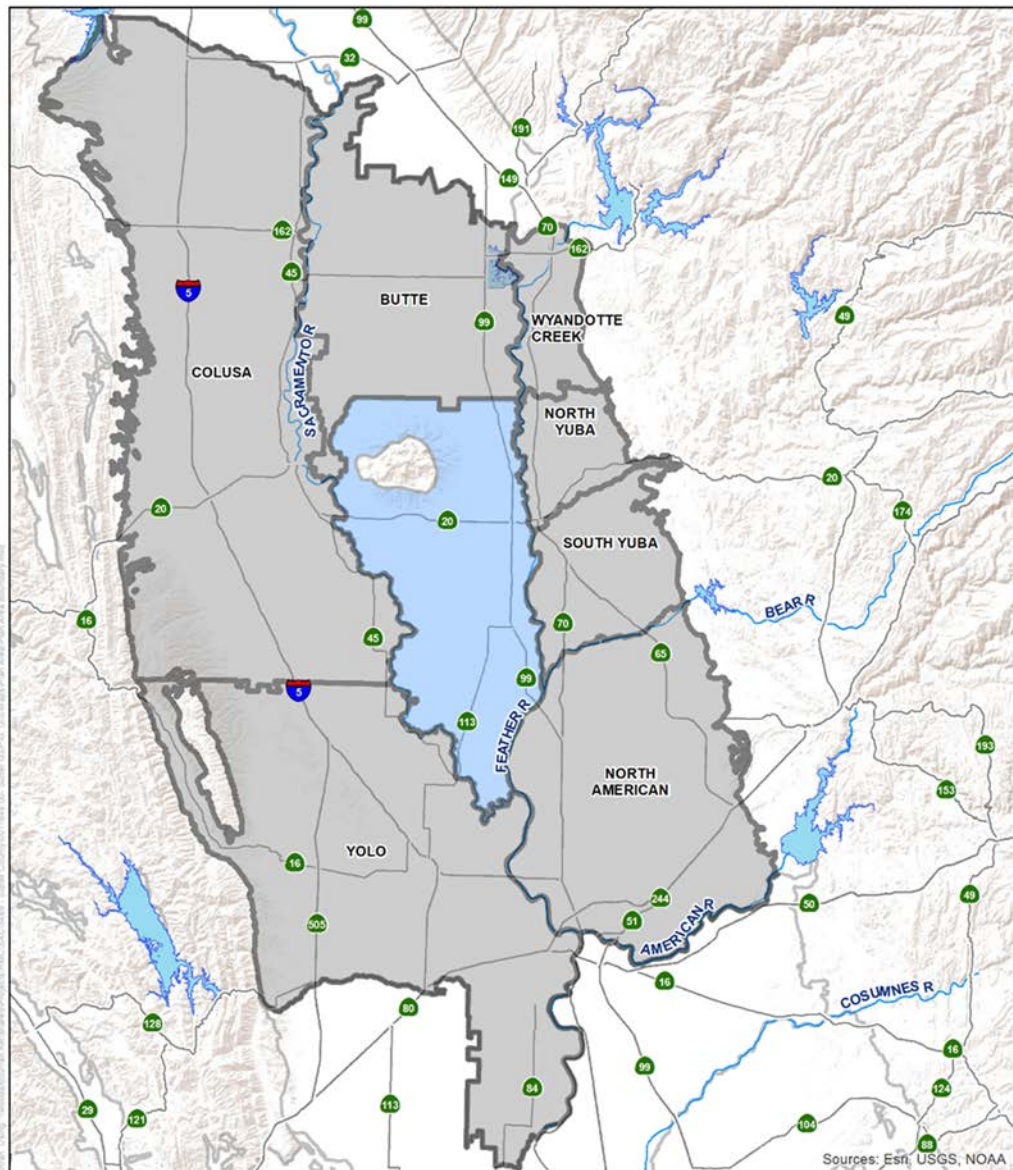 99
32
191
149
70
162
162
45
5
BUTTE
99
WYANDOTTE
CREEK
49
SACRAMENTO R
COLUSA
NORTH
YUBA
20
20
20
174
SOUTH YUBA
BEAR R
16
45
70
65
5
99
113
FEATHER R
NORTH
AMERICAN
193
153
16
YOLO
244
49
505
51
50
AMERICAN R
16
COSUMNES R
80
128
99
16
84
124
29
121
113
104
88
Sources: Esri, USGS, NOAA